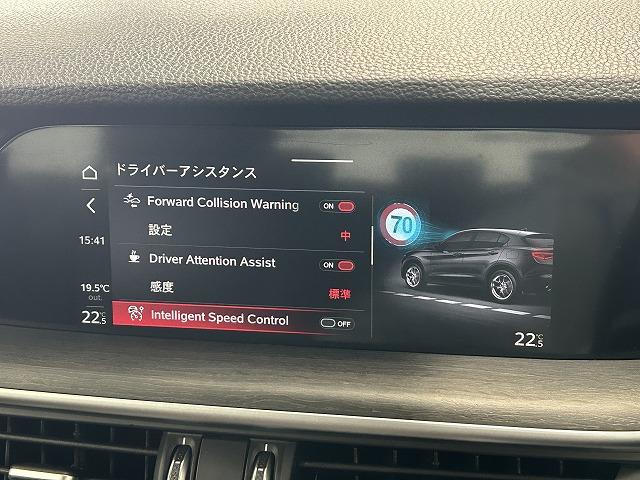 ドライバーアシスタンス
Forward Collision Warning ON
設定 中
15:41
Driver Attention Assist ON
感度 標準
19.5°C
out.
22.5
Intelligent Speed Control OFF
70
22.5°C